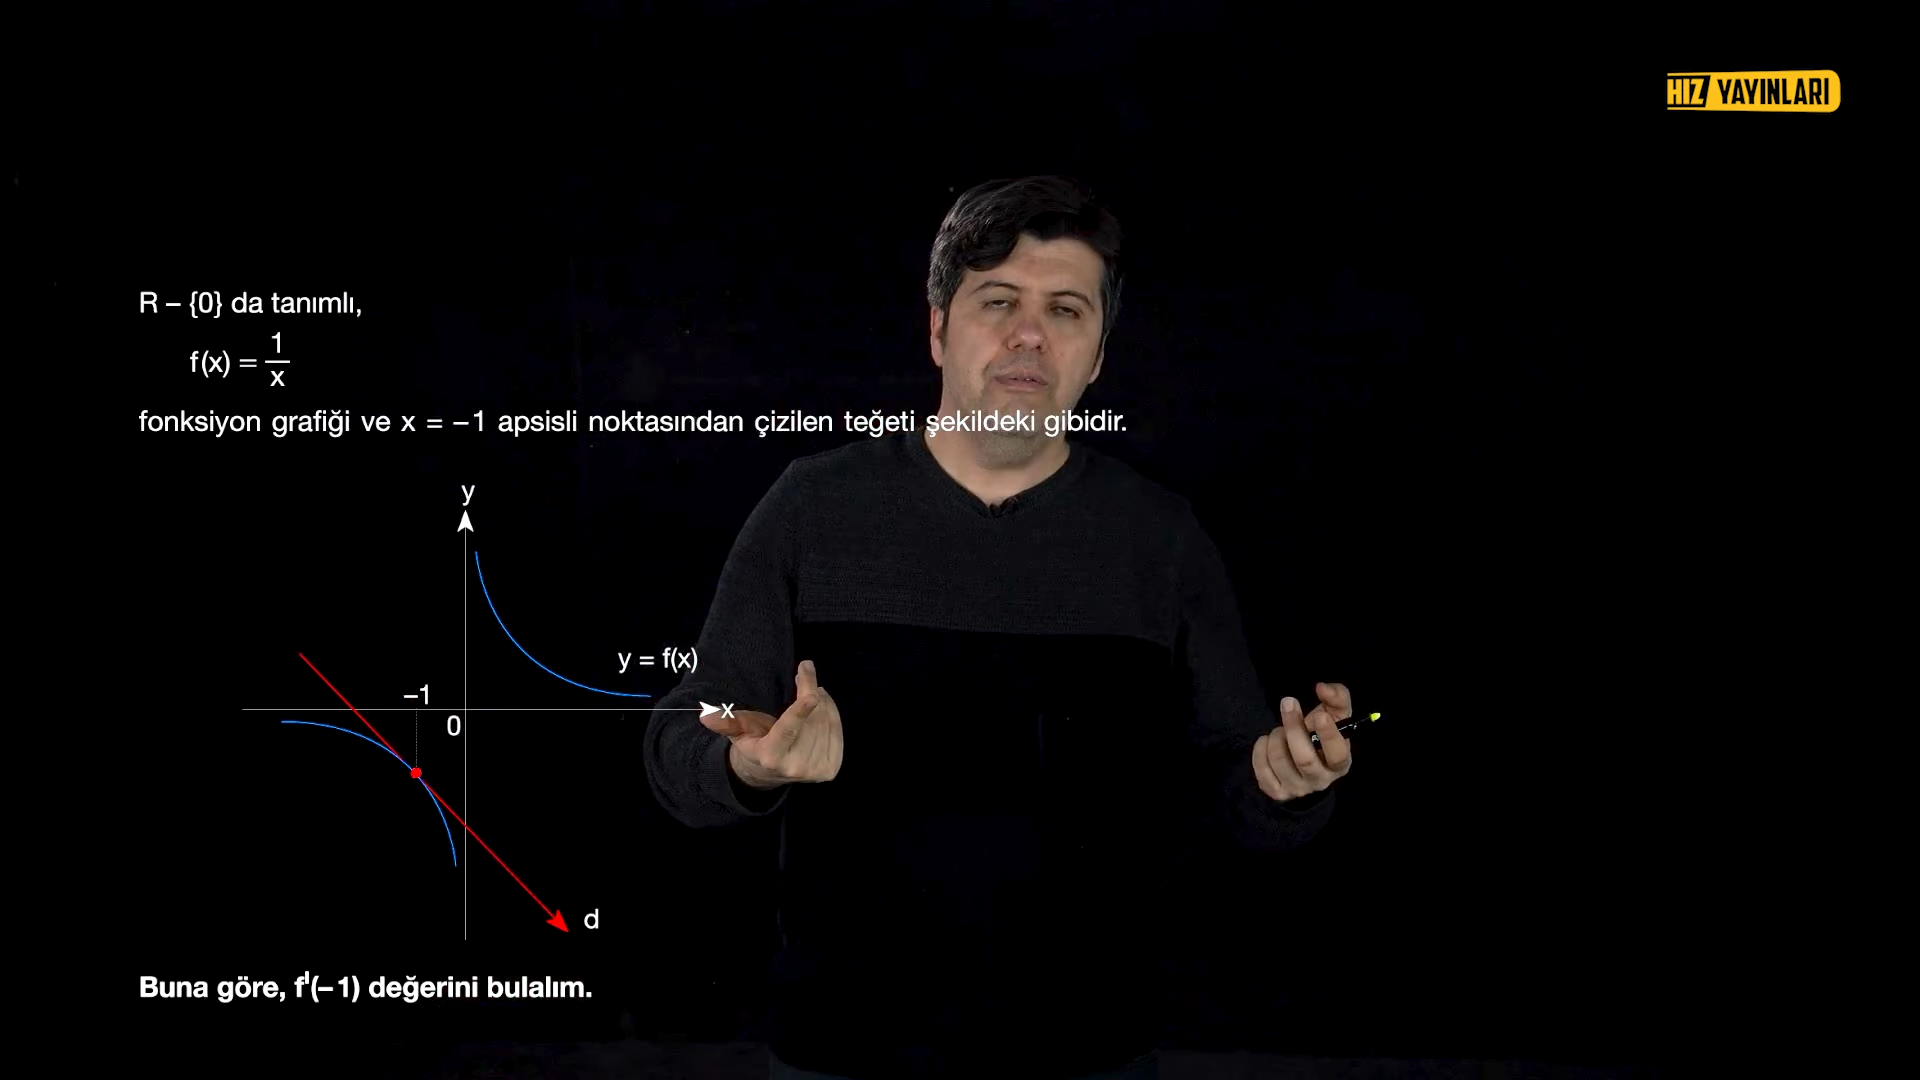 HIZ YAYINLARI
R – {0} da tanımlı,
f(x) = 1/x
fonksiyon grafiği ve x = –1 apsisli noktasından çizilen teğeti şekildeki gibidir.
y
y = f(x)
–1
0
x
d
Buna göre, f'(–1) değerini bulalım.